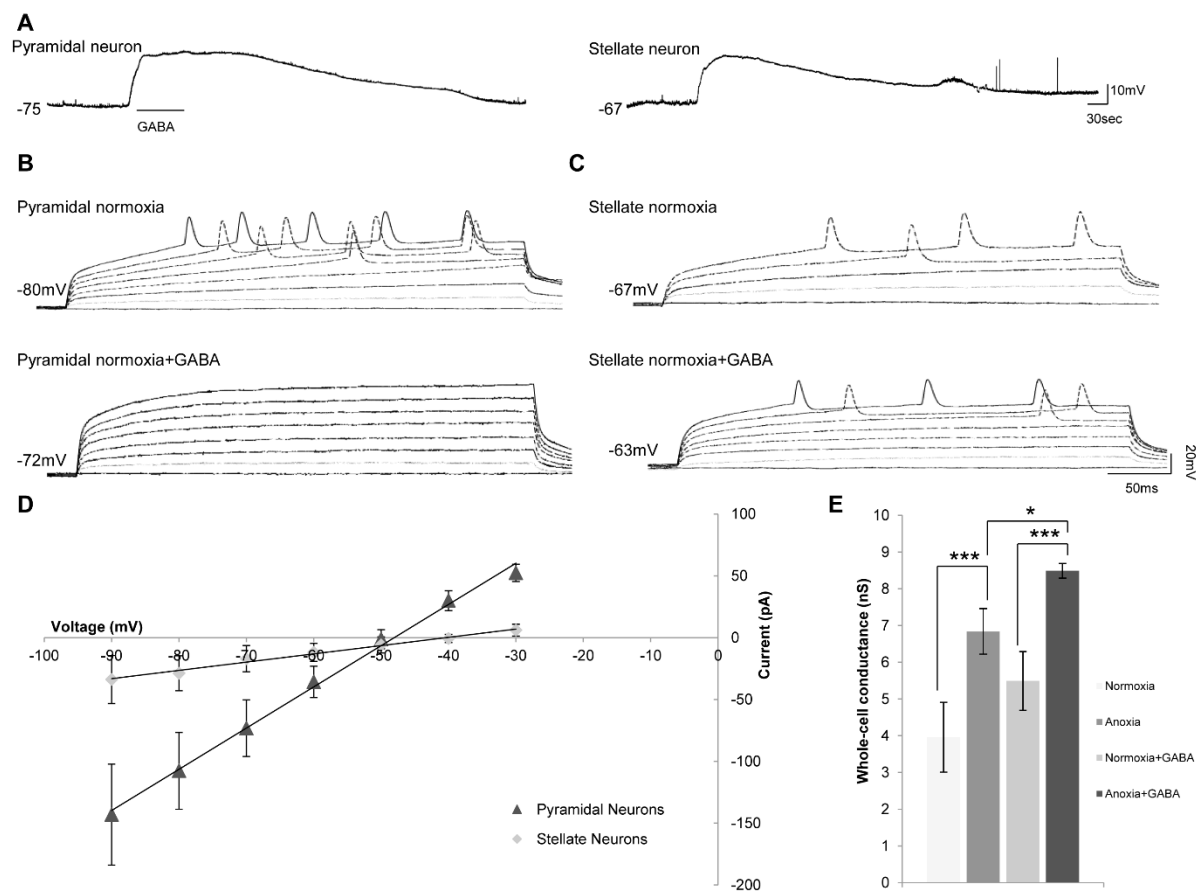 A
Pyramidal neuron
Stellate neuron
-75
GABA
-67
10mV
30sec
B
C
Pyramidal normoxia
Stellate normoxia
-80mV
-67mV
Pyramidal normoxia+GABA
Stellate normoxia+GABA
-72mV
-63mV
20mV
50ms
D
E
100
50
0
-50
-100
-150
-200
Current (pA)
Voltage (mV)
-100 -90 -80 -70 -60 -50 -40 -30 -20 -10 0
Pyramidal Neurons
Stellate Neurons
10
9
8
7
6
5
4
3
2
1
0
Whole-cell conductance (nS)
*
***
***
Normoxia
Anoxia
Normoxia+GABA
Anoxia+GABA